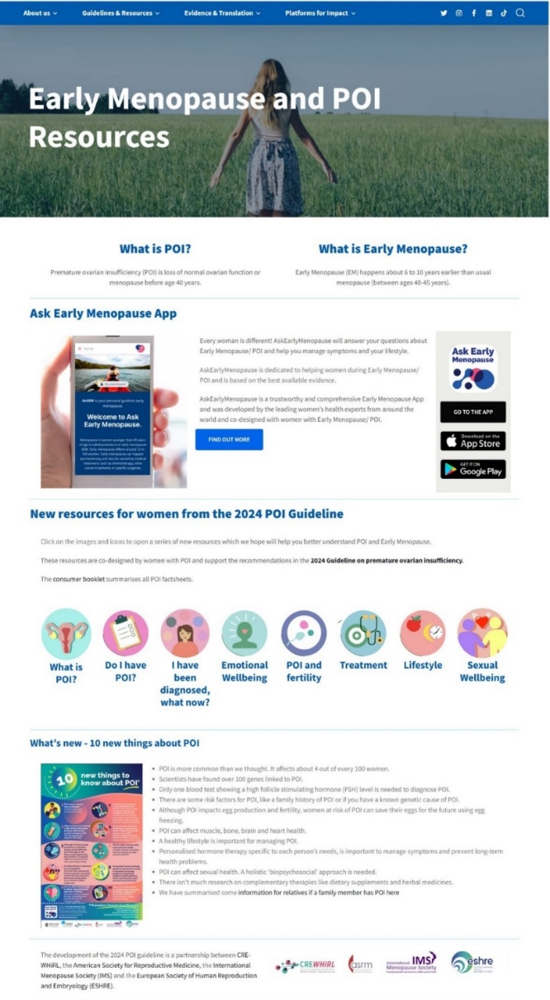 About us
Guidelines & Resources
Evidence & Translation
Platforms for Impact
Early Menopause and POI
Resources
What is POI?
Premature ovarian insufficiency (POI) is loss of normal ovarian function or
menopause before age 40 years.
What is Early Menopause?
Early Menopause (EM) happens about 6 to 10 years earlier than usual
menopause (between ages 40-45 years).
Ask Early Menopause App
AskEM is your personal guide to early
menopause.
Welcome to Ask
Early Menopause.
Every woman is different! AskEarlyMenopause will answer your questions about
Early Menopause/ POI and help you manage symptoms and your lifestyle.
AskEarlyMenopause is dedicated to helping women during Early Menopause/
POI and is based on the best available evidence.
AskEarlyMenopause is a trustworthy and comprehensive Early Menopause App
and was developed by the leading women's health experts from around the
world and co-designed with women with Early Menopause/ POI.
FIND OUT MORE
Ask Early
Menopause
GO TO THE APP
Download on the
App Store
GET IT ON
Google Play
New resources for women from the 2024 POI Guideline
Click on the images and icons to open a series of new resources which we hope will help you better understand POI and Early Menopause.
These resources are co-designed by women with POI and support the recommendations in the 2024 Guideline on premature ovarian insufficiency.
The consumer booklet summarises all POI factsheets.
What is
POI?
Do I have
POI?
I have
been
diagnosed,
what now?
Emotional
Wellbeing
POI and
fertility
Treatment
Lifestyle
Sexual
Wellbeing
What's new - 10 new things about POI
10 new things to
know about POI*
• POI is more common than we thought. It affects about 4 out of every 100 women.
• Scientists have found over 100 genes linked to POI.
• Only one blood test showing a high follicle stimulating hormone (FSH) level is needed to diagnose POI.
• There are some risk factors for POI, like a family history of POI or if you have a known genetic cause of POI.
• Although POI impacts egg production and fertility, women at risk of POI can save their eggs for the future using egg
freezing.
• POI can affect muscle, bone, brain and heart health.
• A healthy lifestyle is important for managing POI.
• Personalised hormone therapy specific to each person's needs, is important to manage symptoms and prevent long-term
health problems.
• POI can affect sexual health. A holistic 'biopsychosocial' approach is needed.
• There isn't much research on complementary therapies like dietary supplements and herbal medicines.
• We have summarised some information for relatives if a family member has POI here
The development of the 2024 POI guideline is a partnership between CRE-
WHiRL, the American Society for Reproductive Medicine, the International
Menopause Society (IMS) and the European Society of Human Reproduction
and Embryology (ESHRE).
CREWHiRL
asrm
International
Menopause Society
IMS
eshre